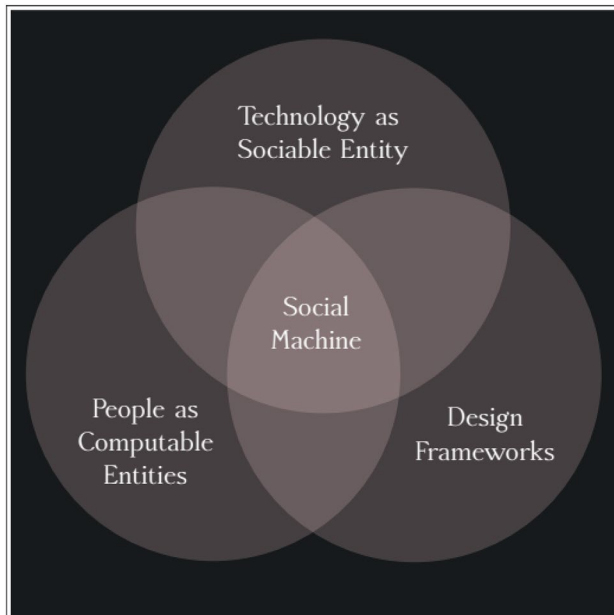 Technology as
Sociable Entity
Social
Machine
People as
Computable
Entities
Design
Frameworks